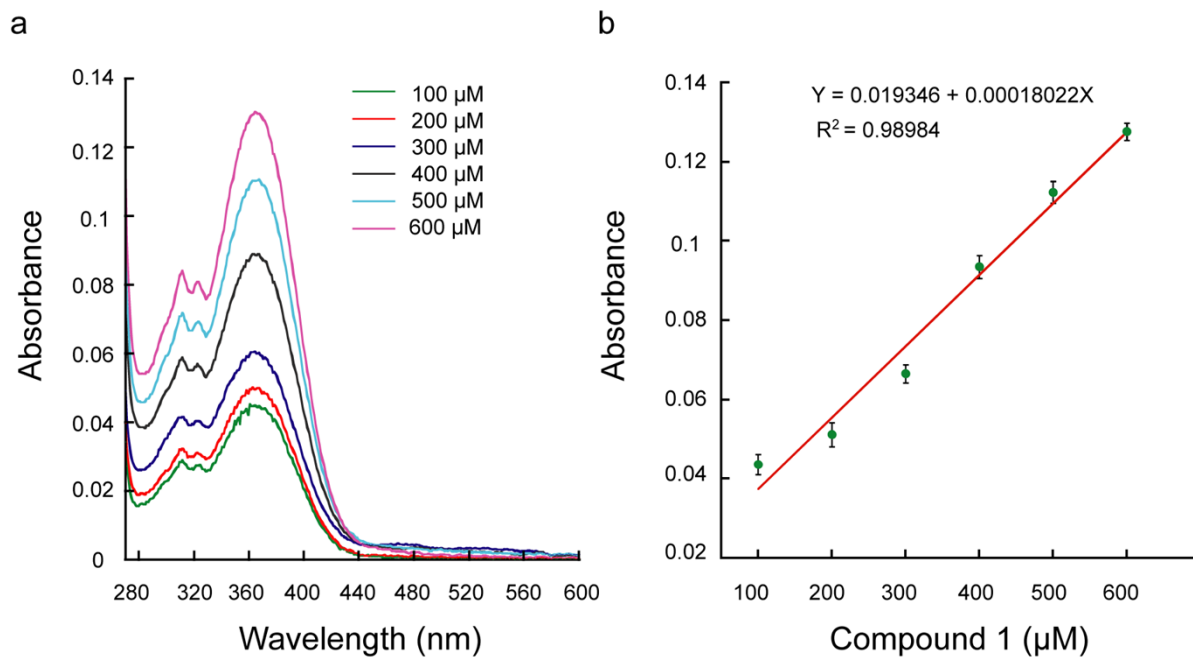 a
Absorbance
0.14
0.12
0.1
0.08
0.06
0.04
0.02
0
100 µM
200 µM
300 µM
400 µM
500 µM
600 µM
280 320 360 400 440 480 520 560 600
Wavelength (nm)
b
Absorbance
0.14
0.12
0.1
0.08
0.06
0.04
0.02
Y = 0.019346 + 0.00018022X
R² = 0.98984
100 200 300 400 500 600
Compound 1 (µM)